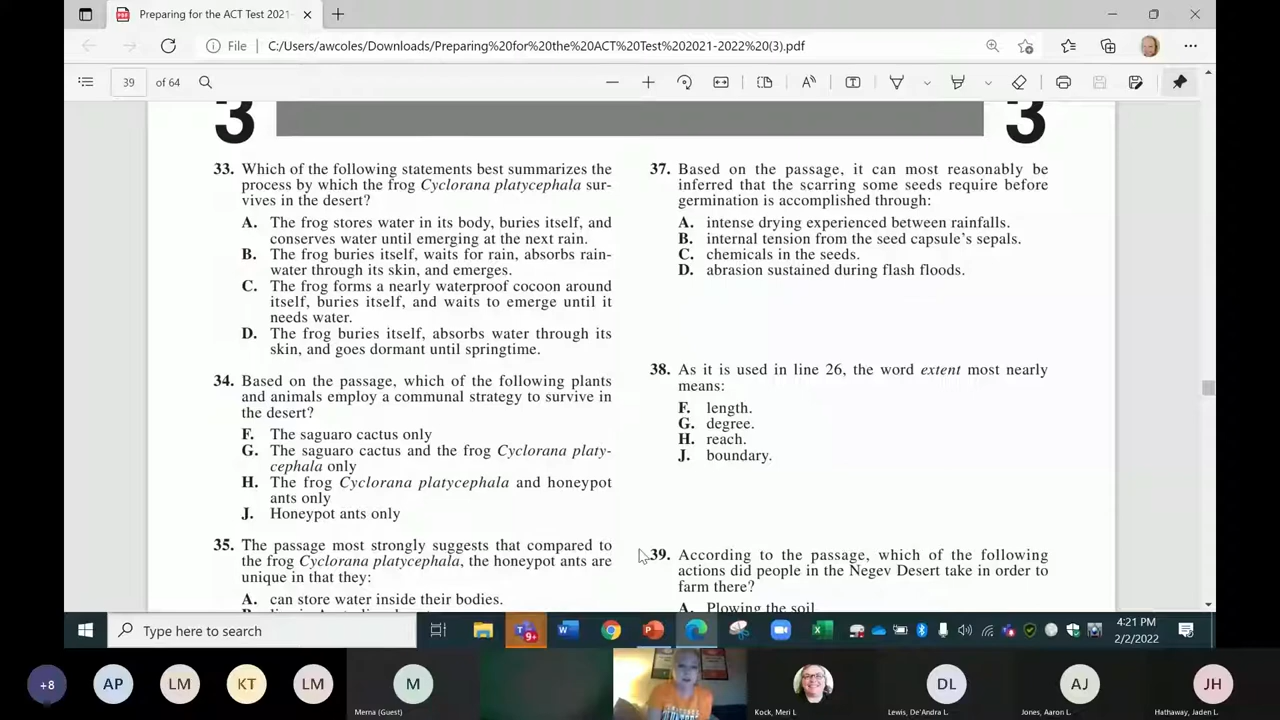 Preparing for the ACT Test 2021-
File
C:/Users/awcoles/Downloads/Preparing%20for%20the%20ACT%20Test%202021-2022%20(3).pdf
39 of 64
3
3
33. Which of the following statements best summarizes the
process by which the frog Cyclorana platycephala sur-
vives in the desert?
A. The frog stores water in its body, buries itself, and
conserves water until emerging at the next rain.
B. The frog buries itself, waits for rain, absorbs rain-
water through its skin, and emerges.
C. The frog forms a nearly waterproof cocoon around
itself, buries itself, and waits to emerge until it
needs water.
D. The frog buries itself, absorbs water through its
skin, and goes dormant until springtime.
34. Based on the passage, which of the following plants
and animals employ a communal strategy to survive in
the desert?
F. The saguaro cactus only
G. The saguaro cactus and the frog Cyclorana platy-
cephala only
H. The frog Cyclorana platycephala and honeypot
ants only
J. Honeypot ants only
35. The passage most strongly suggests that compared to
the frog Cyclorana platycephala, the honeypot ants are
unique in that they:
A. can store water inside their bodies.
37. Based on the passage, it can most reasonably be
inferred that the scarring some seeds require before
germination is accomplished through:
A. intense drying experienced between rainfalls.
B. internal tension from the seed capsule's sepals.
C. chemicals in the seeds.
D. abrasion sustained during flash floods.
38. As it is used in line 26, the word extent most nearly
means:
F. length.
G. degree.
H. reach.
J. boundary.
39. According to the passage, which of the following
actions did people in the Negev Desert take in order to
farm there?
A. Plowing the soil
Type here to search
9+
4:21 PM
2/2/2022
+8
AP
LM
KT
LM
M
DL
AJ
JH
Merna (Guest)
Kock, Meri L
Lewis, De'Andra L.
Jones, Aaron L.
Hathaway, Jaden L.